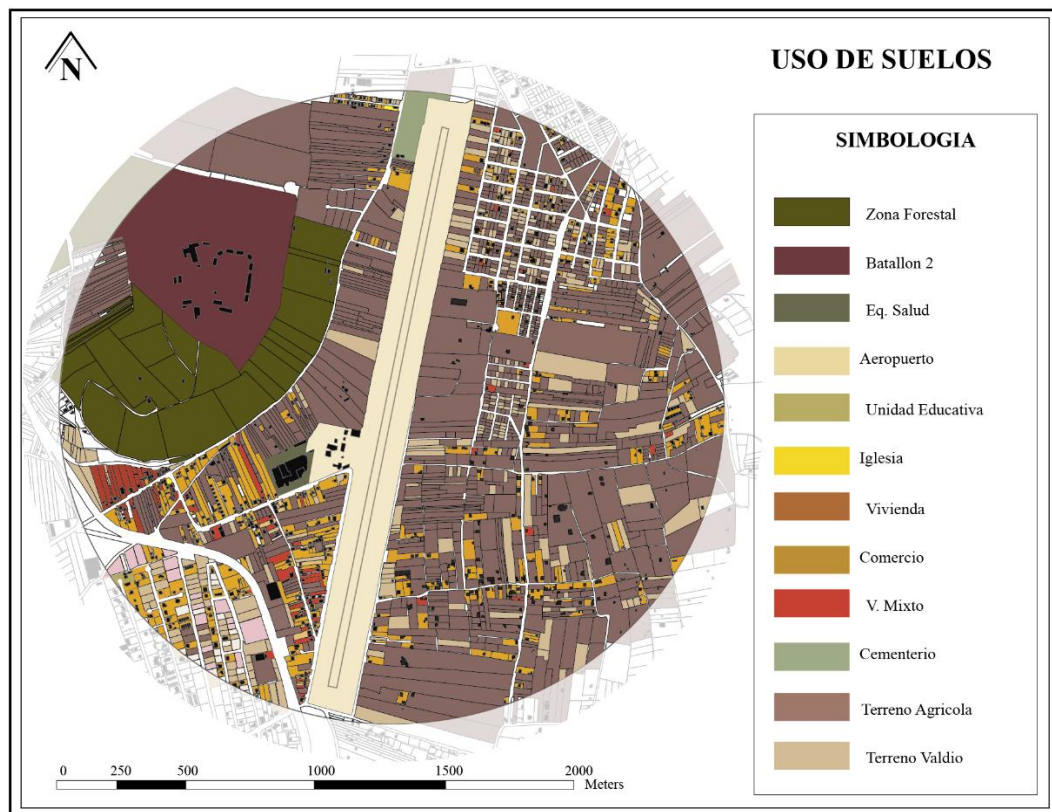 N
USO DE SUELOS
SIMBOLOGIA
Zona Forestal
Batallon 2
Eq. Salud
Aeropuerto
Unidad Educativa
Iglesia
Vivienda
Comercio
V. Mixto
Cementerio
Terreno Agricola
Terreno Valdio
0 250 500 1000 1500 2000
Meters